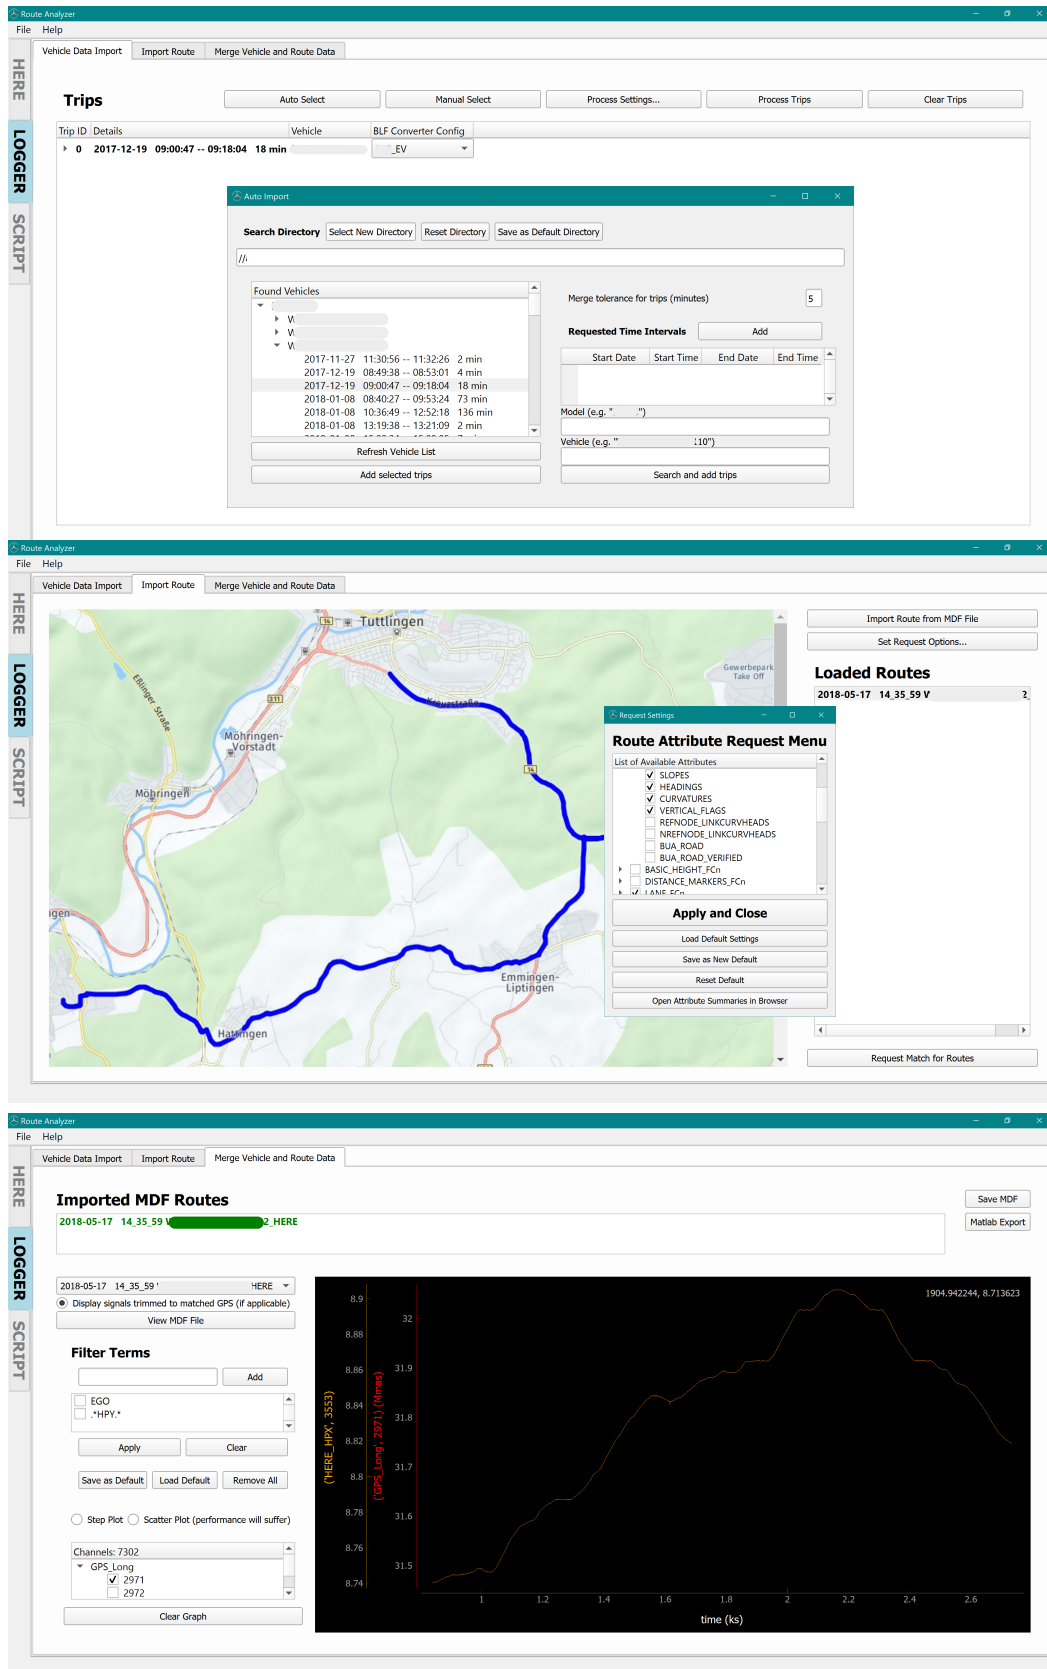 Route Analyzer
File Help
HERE
LOGGER
SCRIPT
Vehicle Data Import Import Route Merge Vehicle and Route Data
Trips
Auto Select Manual Select Process Settings... Process Trips Clear Trips
Trip ID Details Vehicle BLF Converter Config
0 2017-12-19 09:00:47 -- 09:18:04 18 min _EV
Auto Import
Search Directory Select New Directory Reset Directory Save as Default Directory
Found Vehicles
Merge tolerance for trips (minutes) 5
Requested Time Intervals Add
Start Date Start Time End Date End Time
2017-11-27 11:30:56 -- 11:32:26 2 min
2017-12-19 08:49:38 -- 08:53:01 4 min
2017-12-19 09:00:47 -- 09:18:04 18 min
2018-01-08 08:40:27 -- 09:53:24 73 min
2018-01-08 10:36:49 -- 12:52:18 136 min
2018-01-08 13:19:38 -- 13:21:09 2 min
Model (e.g. " ")
Vehicle (e.g. " :10")
Refresh Vehicle List
Add selected trips
Search and add trips
Route Analyzer
File Help
HERE
LOGGER
SCRIPT
Vehicle Data Import Import Route Merge Vehicle and Route Data
Import Route from MDF File
Set Request Options...
Loaded Routes
2018-05-17 14_35_59
Tuttlingen
14
Gewerbepark
Take Off
Eßlinger Straße
311
Kreuzstraße
Möhringen-
Vorstadt
14
Möhringen
Emmingen-
Liptingen
Hattingen
Request Settings
Route Attribute Request Menu
List of Available Attributes
SLOPES
HEADINGS
CURVATURES
VERTICAL_FLAGS
REFNODE_LINKCURVHEADS
NREFNODE_LINKCURVHEADS
BUA_ROAD
BUA_ROAD_VERIFIED
BASIC_HEIGHT_FCn
DISTANCE_MARKERS_FCn
LANE_FCn
Apply and Close
Load Default Settings
Save as New Default
Reset Default
Open Attribute Summaries in Browser
Request Match for Routes
Route Analyzer
File Help
HERE
LOGGER
SCRIPT
Vehicle Data Import Import Route Merge Vehicle and Route Data
Imported MDF Routes
2018-05-17 14_35_59 2_HERE
Save MDF
Matlab Export
2018-05-17 14_35_59 HERE
Display signals trimmed to matched GPS (if applicable)
View MDF File
Filter Terms
Add
EGO
.*HPY.*
Apply Clear
Save as Default Load Default Remove All
Step Plot Scatter Plot (performance will suffer)
Channels: 7302
GPS_Long
2971
2972
Clear Graph
1904.942244, 8.713623
('HERE_HPX', 3553)
8.9
8.88
8.86
8.84
8.82
8.8
8.78
8.76
8.74
('GPS_Long', 2971) (Mmas)
32
31.9
31.8
31.7
31.6
31.5
1 1.2 1.4 1.6 1.8 2 2.2 2.4 2.6
time (ks)